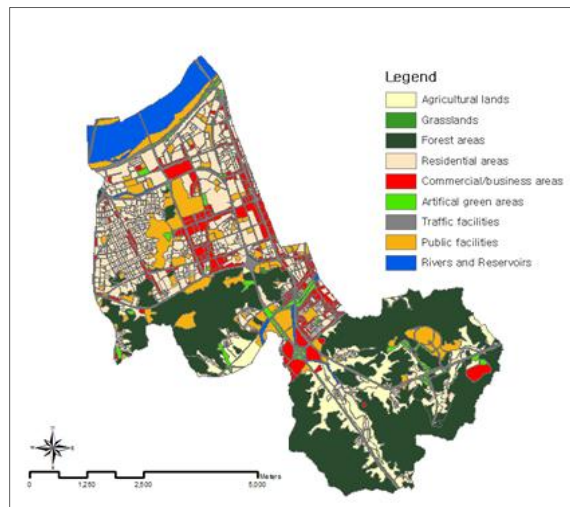 Legend
Agricultural lands
Grasslands
Forest areas
Residential areas
Commercial/business areas
Artifical green areas
Traffic facilities
Public facilities
Rivers and Reservoirs
N
Meters
0 1,250 2,500 5,000